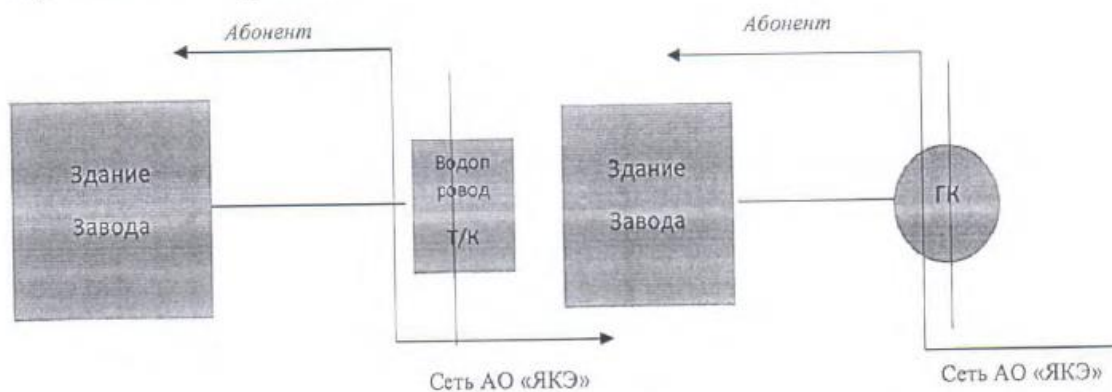 Абонент
Здание
Завода
Водоп
ровод
Т/К
Сеть АО «ЯКЭ»
Абонент
Здание
Завода
ГК
Сеть АО «ЯКЭ»